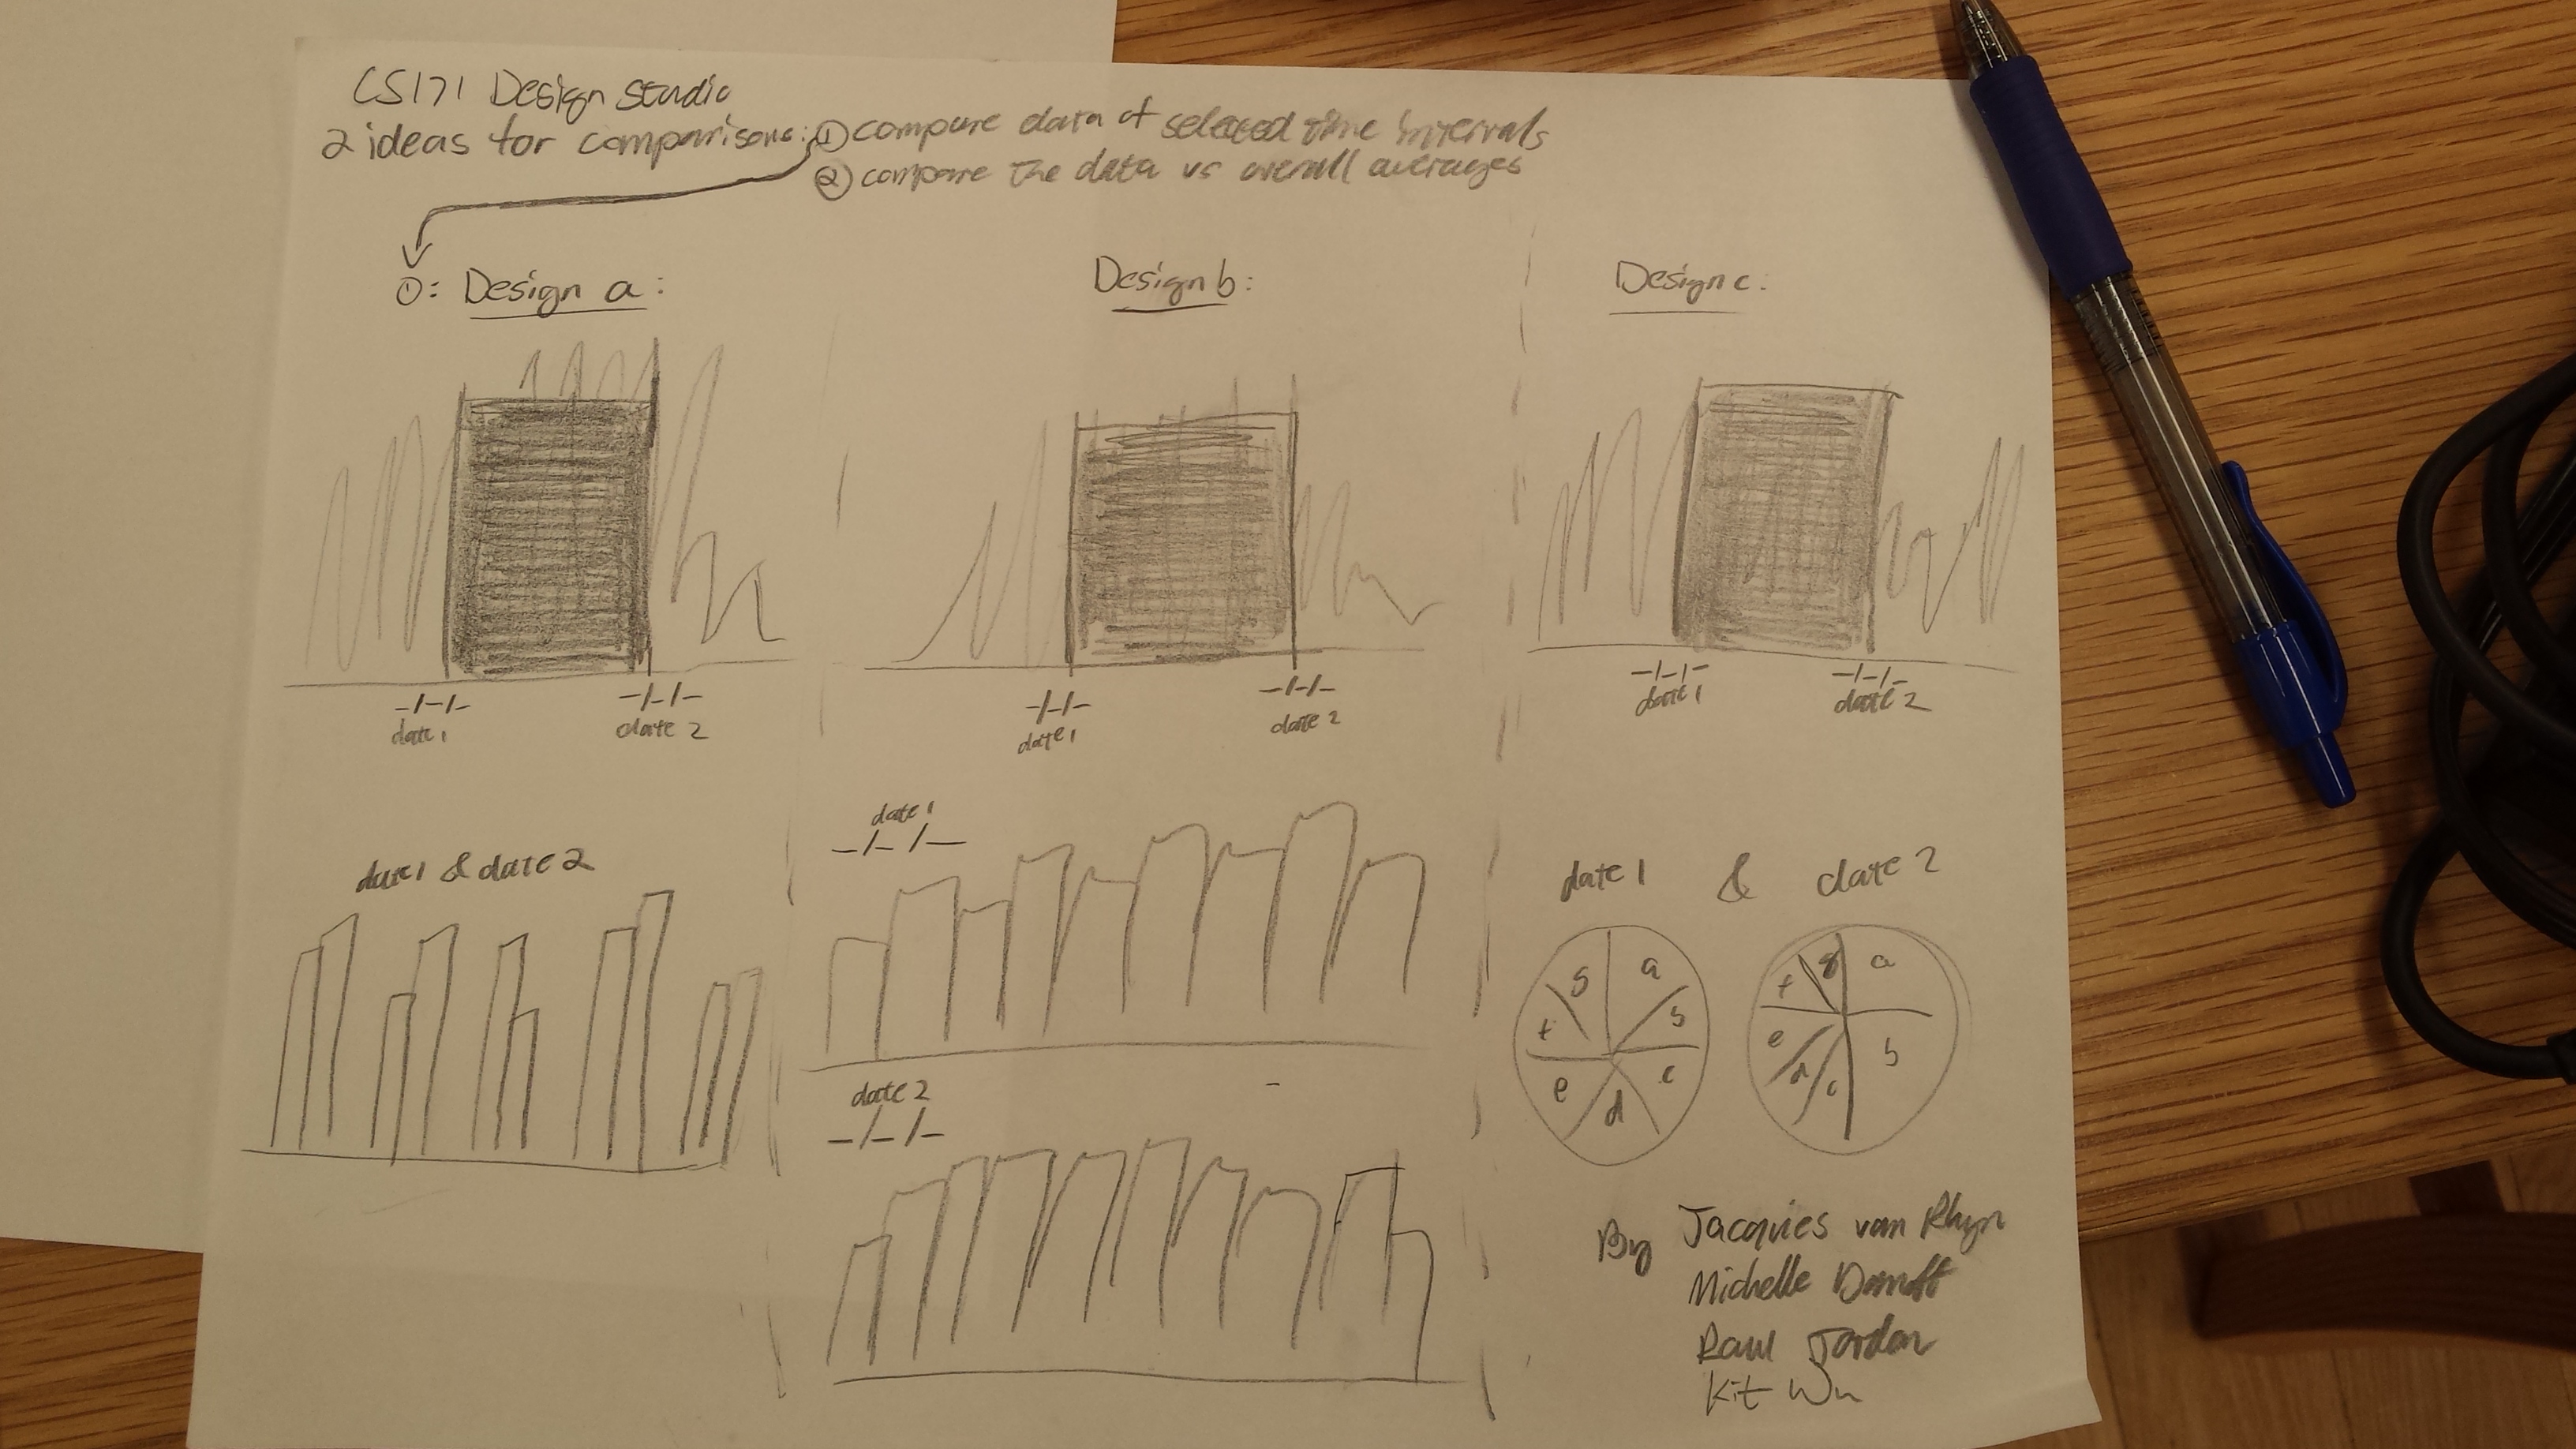 CS171 Design Studio
2 ideas for comparisons: ① compare data of selected time intervals
② compare the data vs overall averages
①: Design a:
Design b:
Design c:
-/-/-
date 1
-/-/-
date 2
-/-/-
date 1
-/-/-
date 2
-/-/-
date 1
-/-/-
date 2
date 1 & date 2
date 1
-/-/-
date 2
-/-/-
date 1 & date 2
g a
b
f
c
e
d
g a
f
e b
d c
By Jacques van Rhyn
Michelle
Raul Jordan
Kit Wu